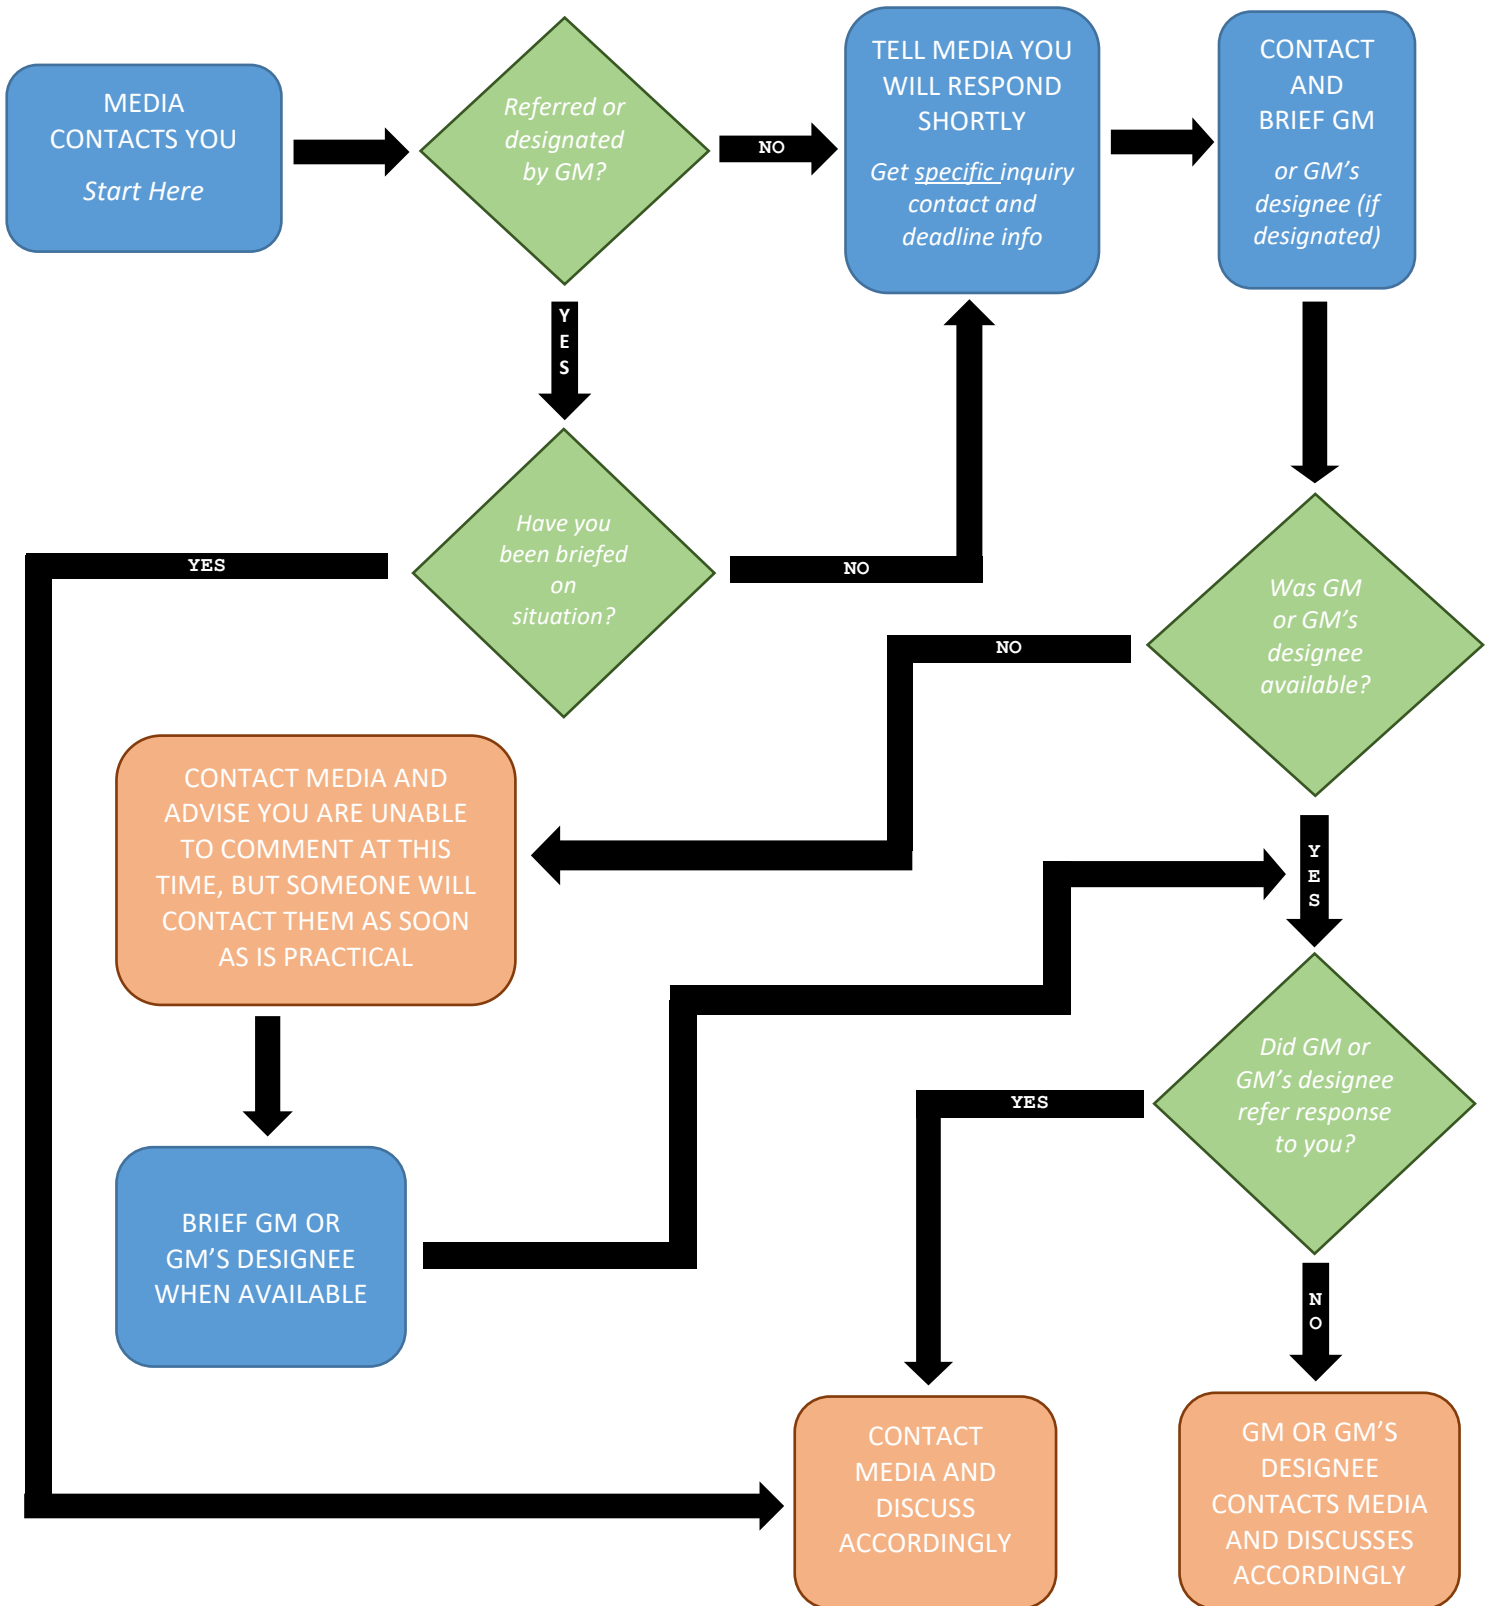 MEDIA
CONTACTS YOU
Start Here
Referred or
designated
by GM?
NO
TELL MEDIA YOU
WILL RESPOND
SHORTLY
Get specific inquiry
contact and
deadline info
CONTACT
AND
BRIEF GM
or GM's
designee (if
designated)
YES
Have you
been briefed
on
situation?
YES
NO
Was GM
or GM's
designee
available?
NO
CONTACT MEDIA AND
ADVISE YOU ARE UNABLE
TO COMMENT AT THIS
TIME, BUT SOMEONE WILL
CONTACT THEM AS SOON
AS IS PRACTICAL
YES
Did GM or
GM's designee
refer response
to you?
YES
BRIEF GM OR
GM'S DESIGNEE
WHEN AVAILABLE
NO
CONTACT
MEDIA AND
DISCUSS
ACCORDINGLY
GM OR GM'S
DESIGNEE
CONTACTS MEDIA
AND DISCUSSES
ACCORDINGLY